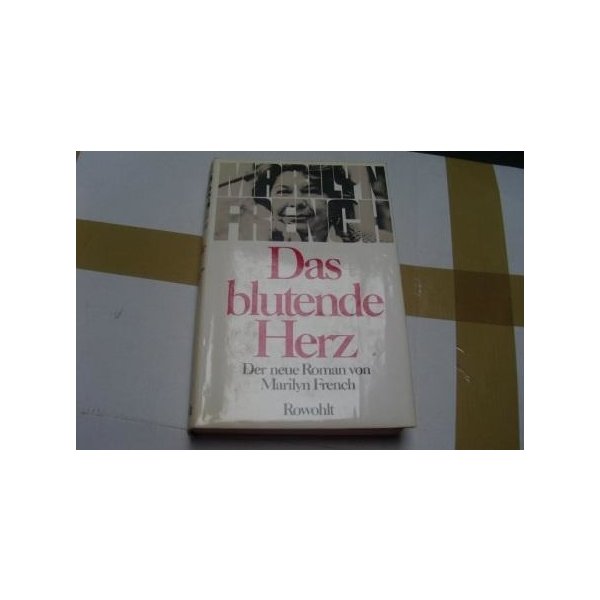 MARILYN
FRENCH
Das
blutende
Herz
Der neue Roman von
Marilyn French
Rowohlt